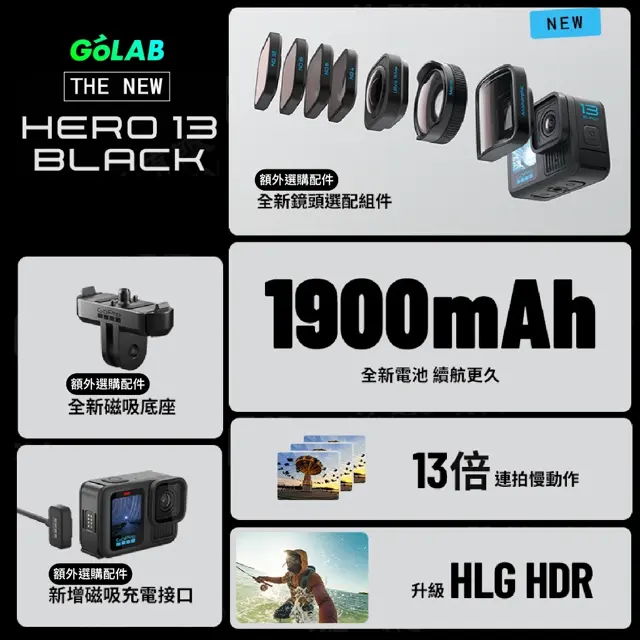 GOLAB
THE NEW
HERO 13
BLACK
NEW
額外選購配件
全新鏡頭選配組件
額外選購配件
全新磁吸底座
1900mAh
全新電池 續航更久
13倍 連拍慢動作
額外選購配件
新增磁吸充電接口
升級 HLG HDR